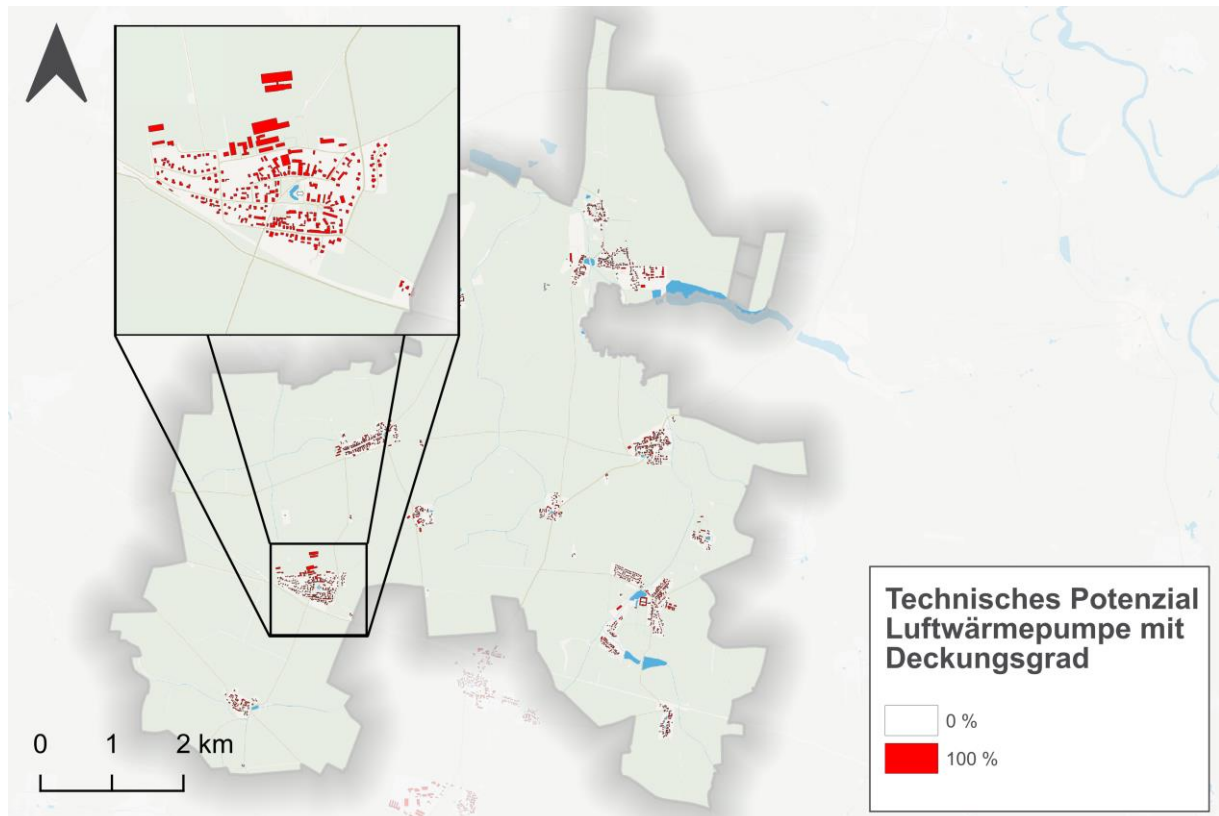 Technisches Potenzial
Luftwärmepumpe mit
Deckungsgrad
0 %
100 %
0 1 2 km